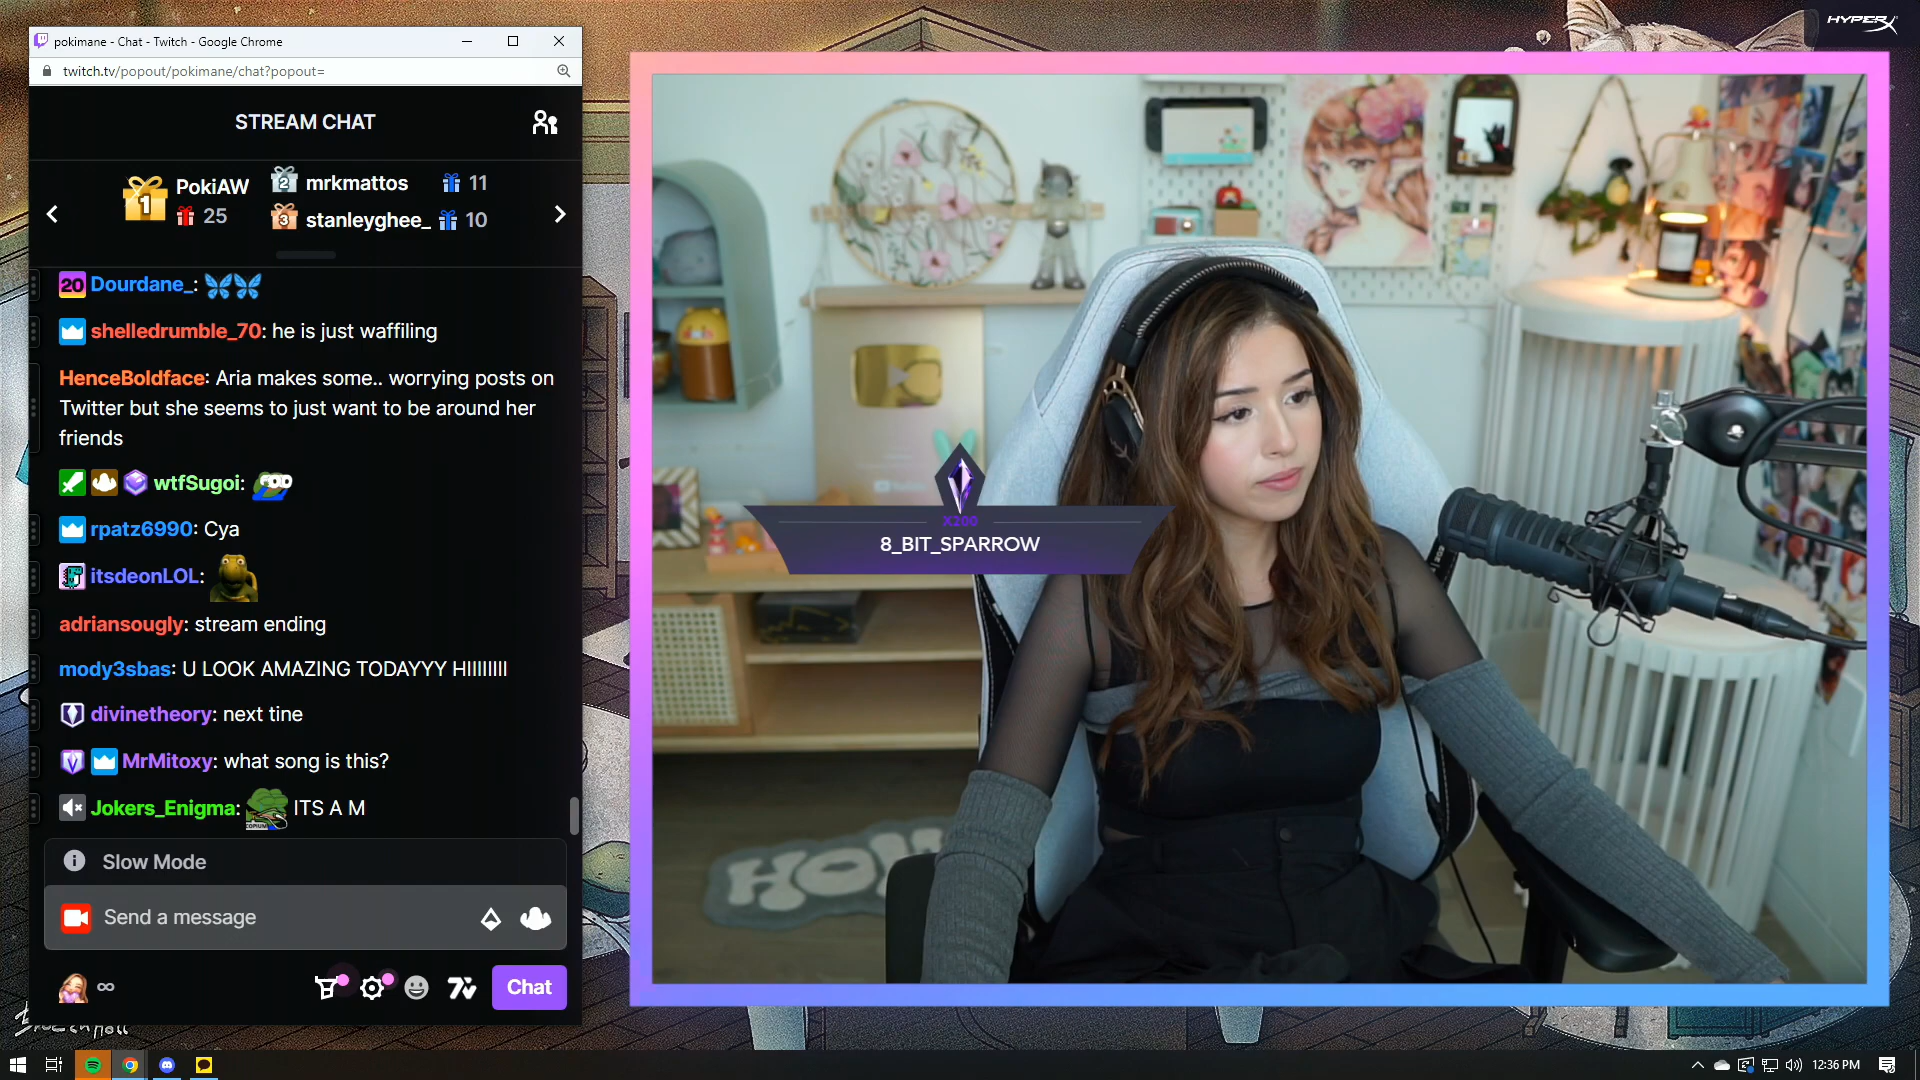 pokimane - Chat - Twitch - Google Chrome
twitch.tv/popout/pokimane/chat?popout=
STREAM CHAT
1 PokiAW 25
2 mrkmattos 11
3 stanleyghee_ 10
20 Dourdane_:
shelledrumble_70: he is just waffiling
HenceBoldface: Aria makes some.. worrying posts on
Twitter but she seems to just want to be around her
friends
wtfSugoi:
rpatz6990: Cya
itsdeonLOL:
adriansougly: stream ending
mody3sbas: U LOOK AMAZING TODAYYY HIIIIIIII
divinetheory: next tine
MrMitoxy: what song is this?
Jokers_Enigma: COPIUM ITS A M
Slow Mode
Send a message
Chat
HYPERX
X200
8_BIT_SPARROW
YouTube
12:36 PM